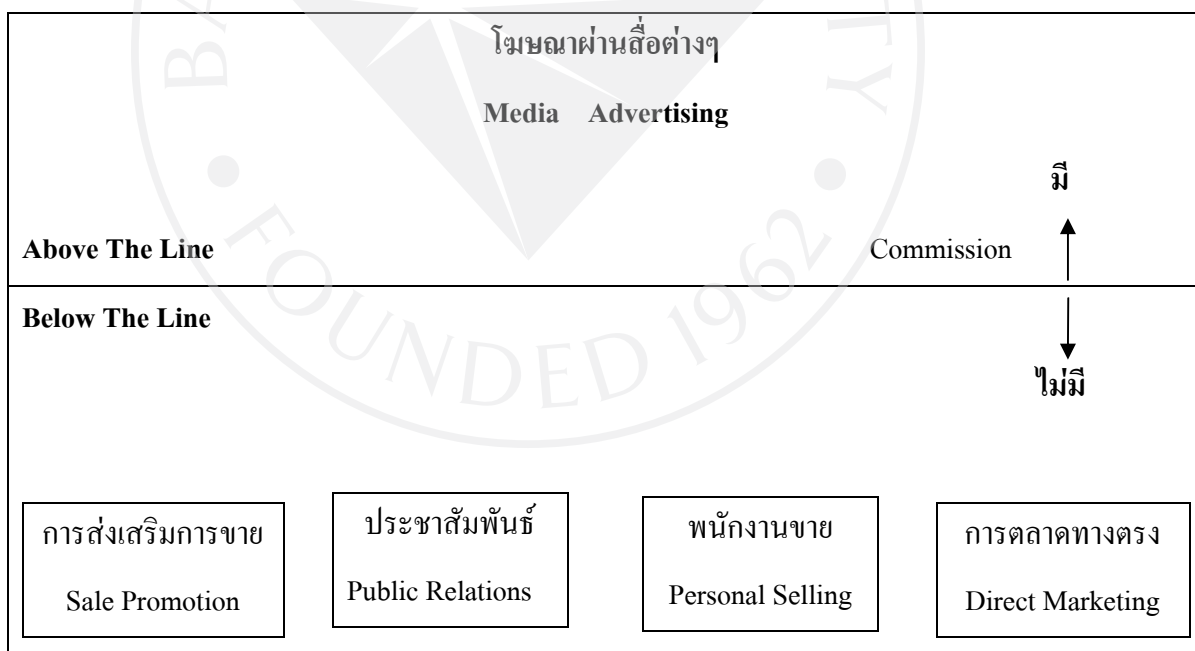 โฆษณาผ่านสื่อต่างๆ
Media Advertising
มี
Above The Line Commission
Below The Line
ไม่มี
การส่งเสริมการขาย
Sale Promotion
ประชาสัมพันธ์
Public Relations
พนักงานขาย
Personal Selling
การตลาดทางตรง
Direct Marketing
FOUNDED 1962